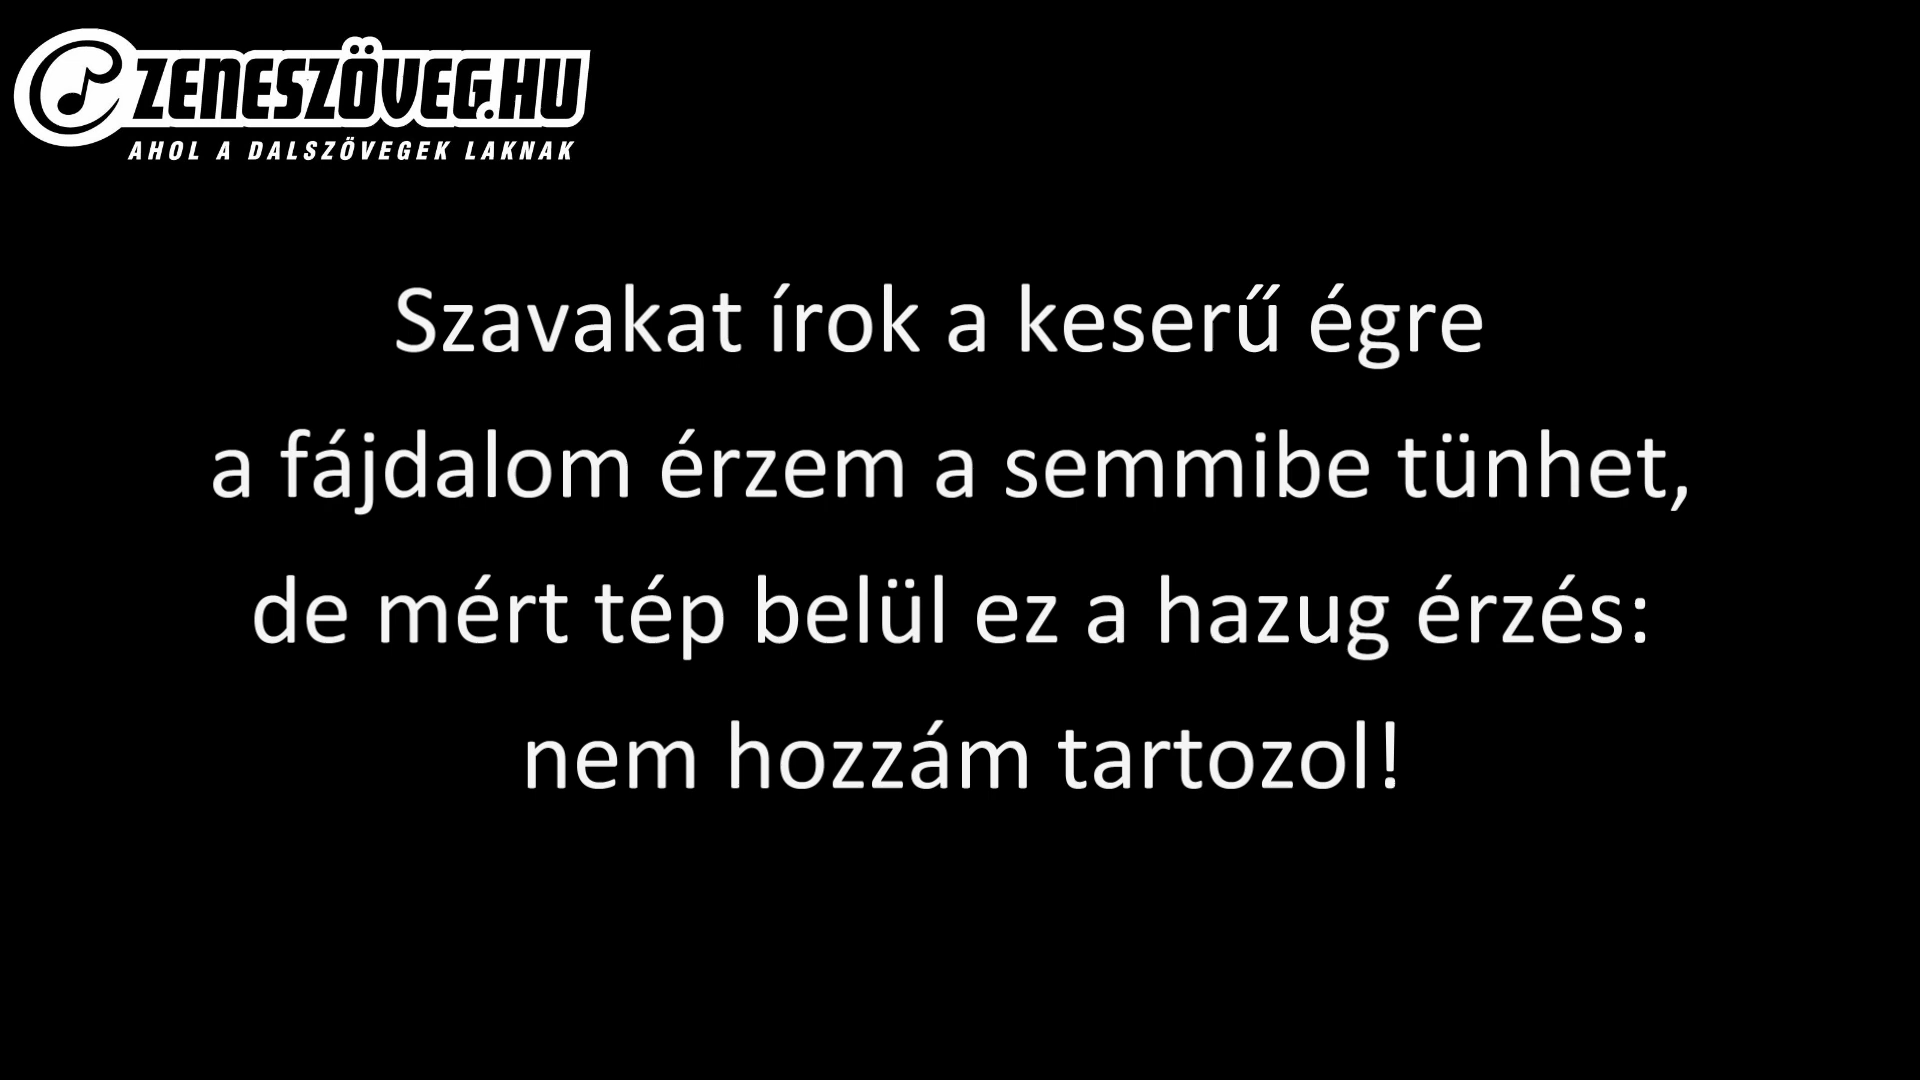 ZENESZÖVEG.HU
AHOL A DALSZÖVEGEK LAKNAK
Szavakat írok a keserű égre
a fájdalom érzem a semmibe tünhet,
de mért tép belül ez a hazug érzés:
nem hozzám tartozol!